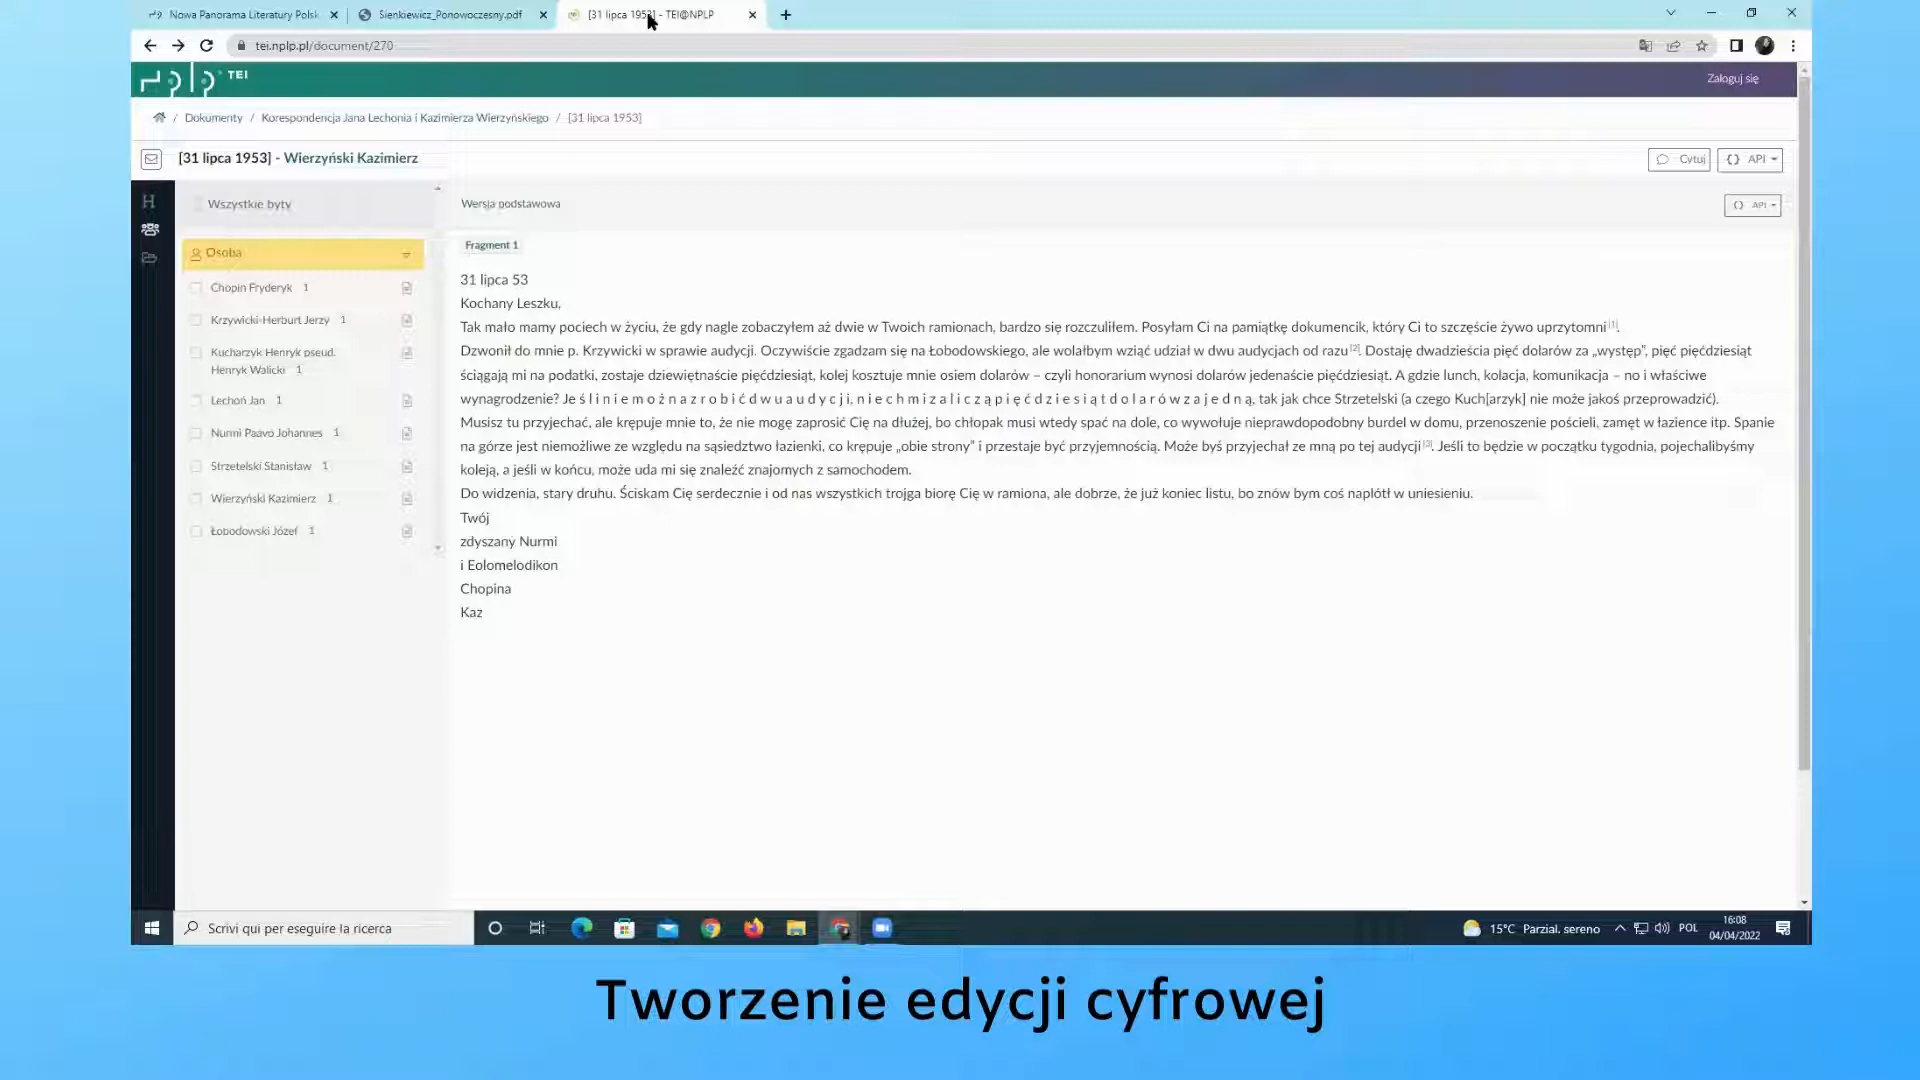 Nowa Panorama Literatury Polsk
Sienkiewicz_Ponowoczesny.pdf
[31 lipca 1953] - TEI@NPLP
tei.nplp.pl/document/270
nplp TEI
Zaloguj się
/ Dokumenty / Korespondencja Jana Lechonia i Kazimierza Wierzyńskiego / [31 lipca 1953]
[31 lipca 1953] - Wierzyński Kazimierz
Cytuj
{} API
H
Wszystkie byty
Wersja podstawowa
{} API
Osoba
Fragment 1
Chopin Fryderyk 1
Krzywicki-Herburt Jerzy 1
Kucharzyk Henryk pseud.
Henryk Walicki 1
Lechoń Jan 1
Nurmi Paavo Johannes 1
Strzetelski Stanisław 1
Wierzyński Kazimierz 1
Łobodowski Józef 1
31 lipca 53
Kochany Leszku,
Tak mało mamy pociech w życiu, że gdy nagle zobaczyłem aż dwie w Twoich ramionach, bardzo się rozczuliłem. Posyłam Ci na pamiątkę dokumencik, który Ci to szczęście żywo uprzytomni[1].
Dzwonił do mnie p. Krzywicki w sprawie audycji. Oczywiście zgadzam się na Łobodowskiego, ale wolałbym wziąć udział w dwu audycjach od razu[2]. Dostaję dwadzieścia pięć dolarów za „występ”, pięć pięćdziesiąt
ściągają mi na podatki, zostaje dziewiętnaście pięćdziesiąt, kolej kosztuje mnie osiem dolarów – czyli honorarium wynosi dolarów jedenaście pięćdziesiąt. A gdzie lunch, kolacja, komunikacja – no i właściwe
wynagrodzenie? Je ś l i n i e m o ż n a z r o b i ć d w u a u d y c j i, n i e c h m i z a l i c z ą p i ę ć d z i e s i ą t d o l a r ó w z a j e d n ą, tak jak chce Strzetelski (a czego Kuch[arzyk] nie może jakoś przeprowadzić).
Musisz tu przyjechać, ale krępuje mnie to, że nie mogę zaprosić Cię na dłużej, bo chłopak musi wtedy spać na dole, co wywołuje nieprawdopodobny burdel w domu, przenoszenie pościeli, zamęt w łazience itp. Spanie
na górze jest niemożliwe ze względu na sąsiedztwo łazienki, co krępuje „obie strony” i przestaje być przyjemnością. Może byś przyjechał ze mną po tej audycji[3]. Jeśli to będzie w początku tygodnia, pojechalibyśmy
koleją, a jeśli w końcu, może uda mi się znaleźć znajomych z samochodem.
Do widzenia, stary druhu. Ściskam Cię serdecznie i od nas wszystkich trojga biorę Cię w ramiona, ale dobrze, że już koniec listu, bo znów bym coś naplótł w uniesieniu.
Twój
zdyszany Nurmi
i Eolomelodikon
Chopina
Kaz
Scrivi qui per eseguire la ricerca
15°C Parzial. sereno
POL
16:08
04/04/2022
Tworzenie edycji cyfrowej